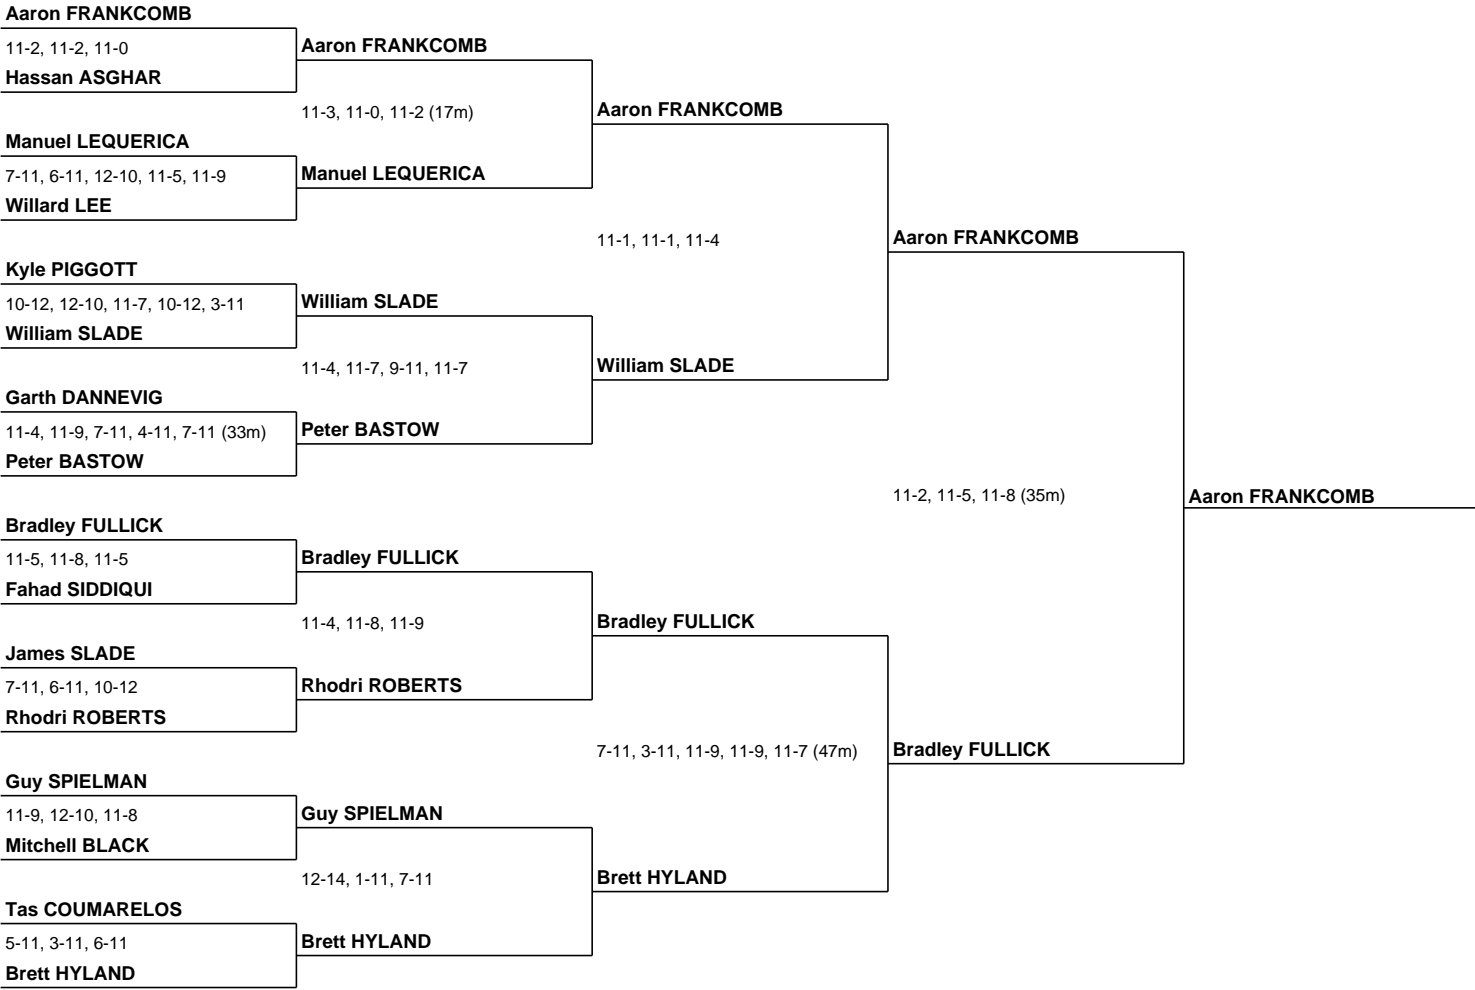 Aaron FRANKCOMB
11-2, 11-2, 11-0
Hassan ASGHAR
Manuel LEQUERICA
7-11, 6-11, 12-10, 11-5, 11-9
Willard LEE
Kyle PIGGOTT
10-12, 12-10, 11-7, 10-12, 3-11
William SLADE
Garth DANNEVIG
11-4, 11-9, 7-11, 4-11, 7-11 (33m)
Peter BASTOW
Bradley FULLICK
11-5, 11-8, 11-5
Fahad SIDDIQUI
James SLADE
7-11, 6-11, 10-12
Rhodri ROBERTS
Guy SPIELMAN
11-9, 12-10, 11-8
Mitchell BLACK
Tas COUMARELOS
5-11, 3-11, 6-11
Brett HYLAND
Aaron FRANKCOMB
11-3, 11-0, 11-2 (17m)
Manuel LEQUERICA
William SLADE
11-4, 11-7, 9-11, 11-7
Peter BASTOW
Bradley FULLICK
11-4, 11-8, 11-9
Rhodri ROBERTS
Guy SPIELMAN
12-14, 1-11, 7-11
Brett HYLAND
Aaron FRANKCOMB
11-1, 11-1, 11-4
William SLADE
Bradley FULLICK
7-11, 3-11, 11-9, 11-9, 11-7 (47m)
Brett HYLAND
Aaron FRANKCOMB
11-2, 11-5, 11-8 (35m)
Bradley FULLICK
Aaron FRANKCOMB